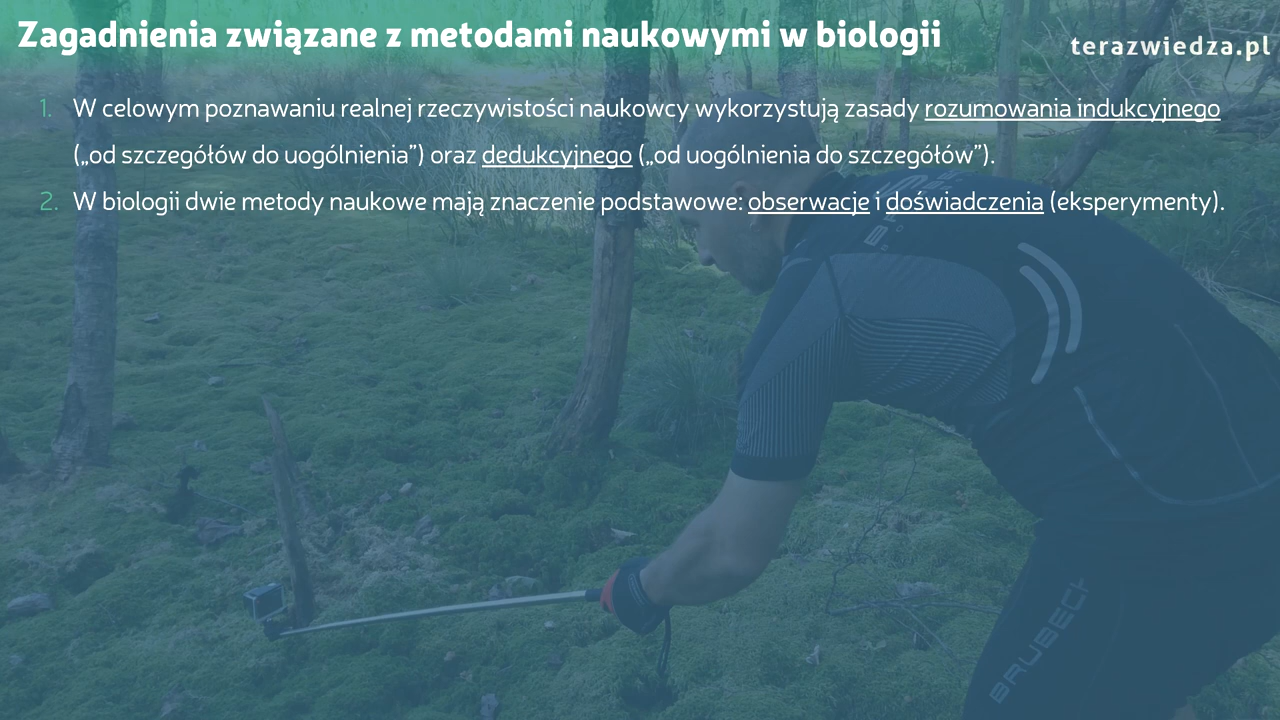 Zagadnienia związane z metodami naukowymi w biologii
terazwiedza.pl
1. W celowym poznawaniu realnej rzeczywistości naukowcy wykorzystują zasady rozumowania indukcyjnego
(„od szczegółów do uogólnienia”) oraz dedukcyjnego („od uogólnienia do szczegółów”).
2. W biologii dwie metody naukowe mają znaczenie podstawowe: obserwacje i doświadczenia (eksperymenty).
BRUBECK